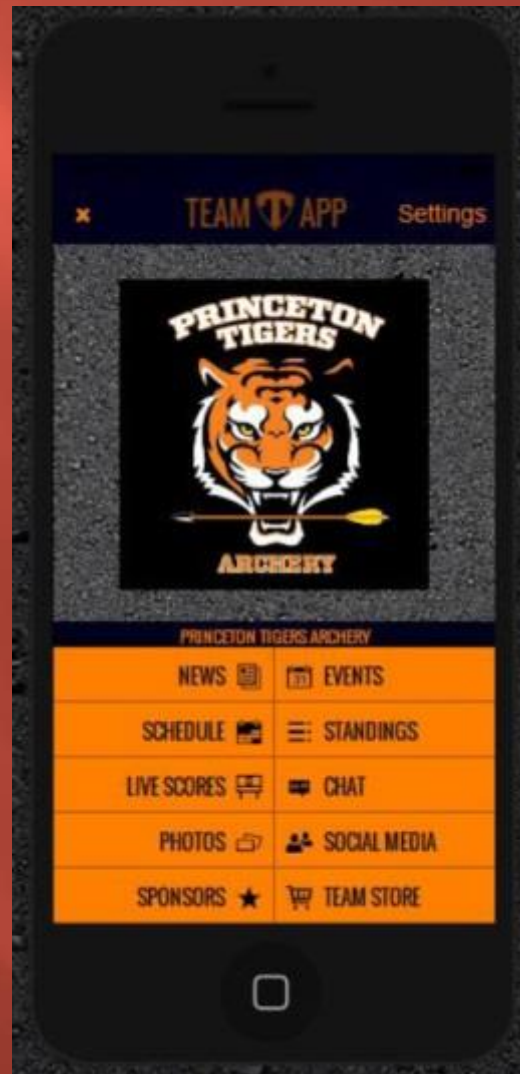 TEAM T APP Settings
PRINCETON
TIGERS
ARCHERY
PRINCETON TIGERS ARCHERY
NEWS EVENTS
SCHEDULE STANDINGS
LIVE SCORES CHAT
PHOTOS SOCIAL MEDIA
SPONSORS TEAM STORE